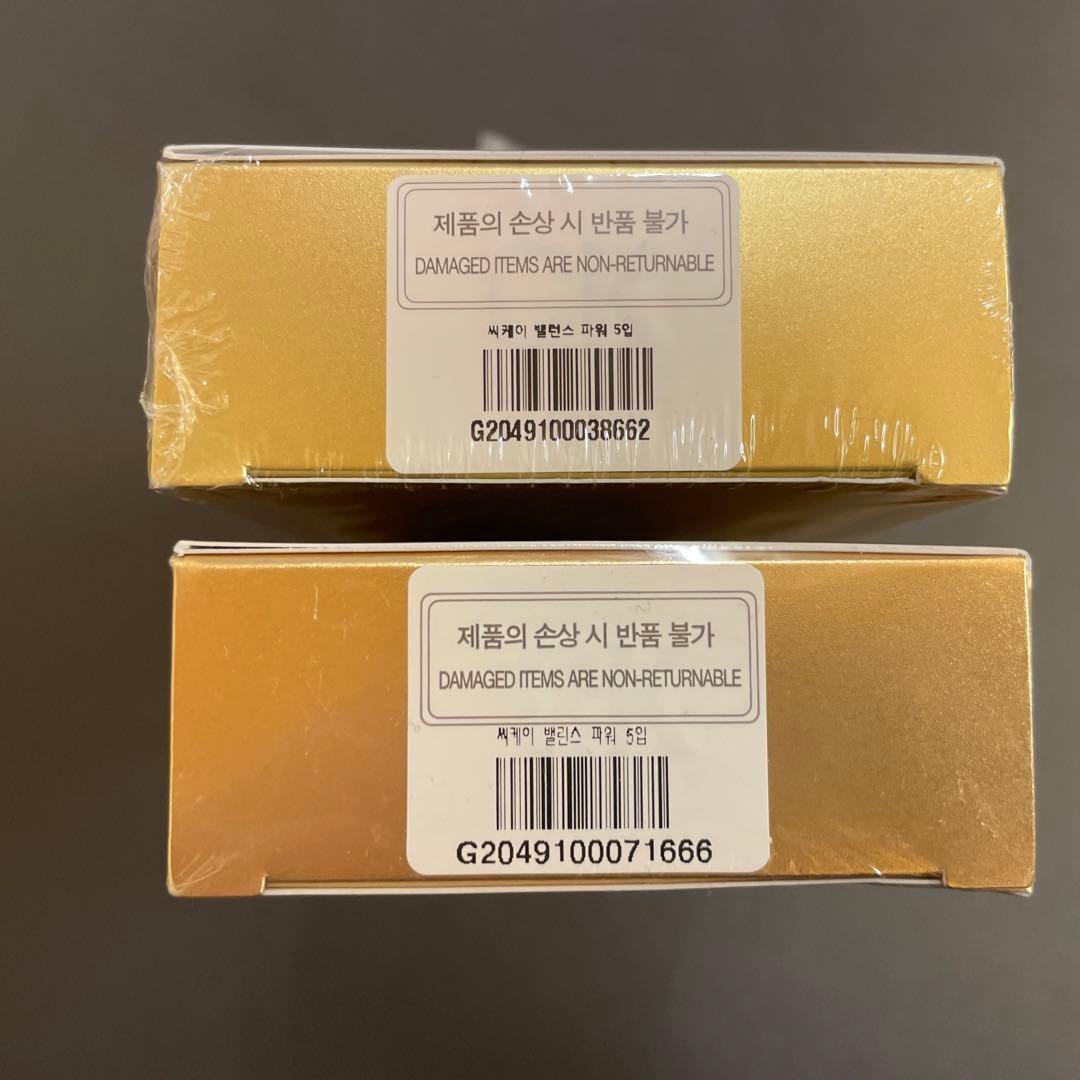 제품의 손상 시 반품 불가
DAMAGED ITEMS ARE NON-RETURNABLE
씨케이 밸런스 파워 5입
G2049100038662
제품의 손상 시 반품 불가
DAMAGED ITEMS ARE NON-RETURNABLE
씨케이 밸린스 파워 5입
G2049100071666